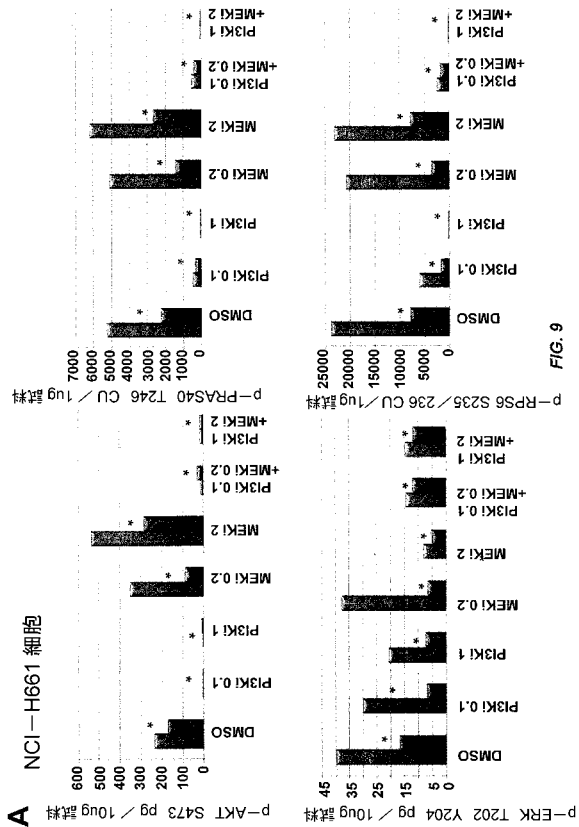 A
NCI－H661 細胞
p－AKT S473 pg／10ug 試料
600
500
400
300
200
100
0
DMSO
PI3Ki 0.1
PI3Ki 1
MEKi 0.2
MEKi 2
PI3Ki 0.1
+MEKi 0.2
PI3Ki 1
+MEKi 2
* * * * * * *
p－PRAS40 T246 CU／1ug 試料
7000
6000
5000
4000
3000
2000
1000
0
DMSO
PI3Ki 0.1
PI3Ki 1
MEKi 0.2
MEKi 2
PI3Ki 0.1
+MEKi 0.2
PI3Ki 1
+MEKi 2
* * * * * * *
p－ERK T202 Y204 pg／10ug 試料
45
40
35
30
25
20
15
10
5
0
DMSO
PI3Ki 0.1
PI3Ki 1
MEKi 0.2
MEKi 2
PI3Ki 0.1
+MEKi 0.2
PI3Ki 1
+MEKi 2
* * * * * * *
p－RPS6 S235／236 CU／1ug 試料
25000
20000
15000
10000
5000
0
DMSO
PI3Ki 0.1
PI3Ki 1
MEKi 0.2
MEKi 2
PI3Ki 0.1
+MEKi 0.2
PI3Ki 1
+MEKi 2
* * * * * * *
FIG. 9